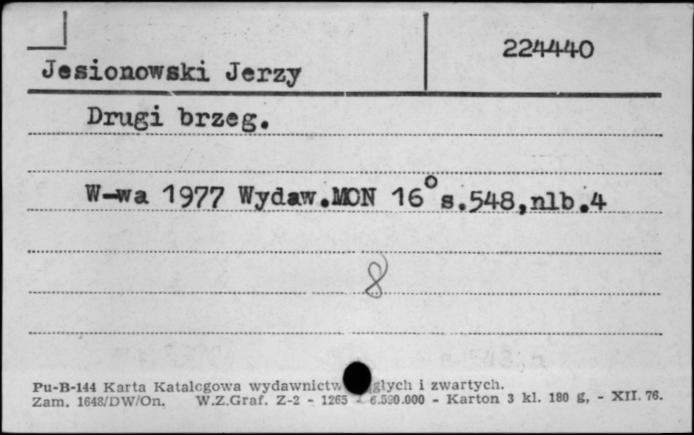 224440
Jesionowski Jerzy
Drugi brzeg.
W-wa 1977 Wydaw.MON 16° s.548,nlb.4
8
Pu-B-144 Karta Katalogowa wydawnictw głych i zwartych.
Zam. 1648/DW/On. W.Z.Graf. Z-2 - 1265 - 6.590.000 - Karton 3 kl. 180 g, - XII. 76.